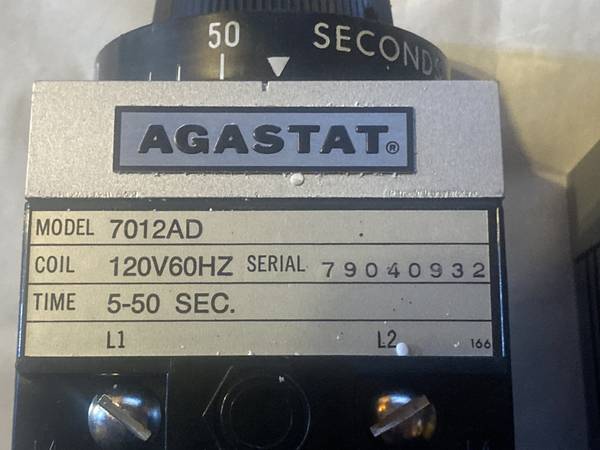 50 SECONDS
AGASTAT®
MODEL 7012AD
COIL 120V60HZ SERIAL 79040932
TIME 5-50 SEC.
L1 L2 166